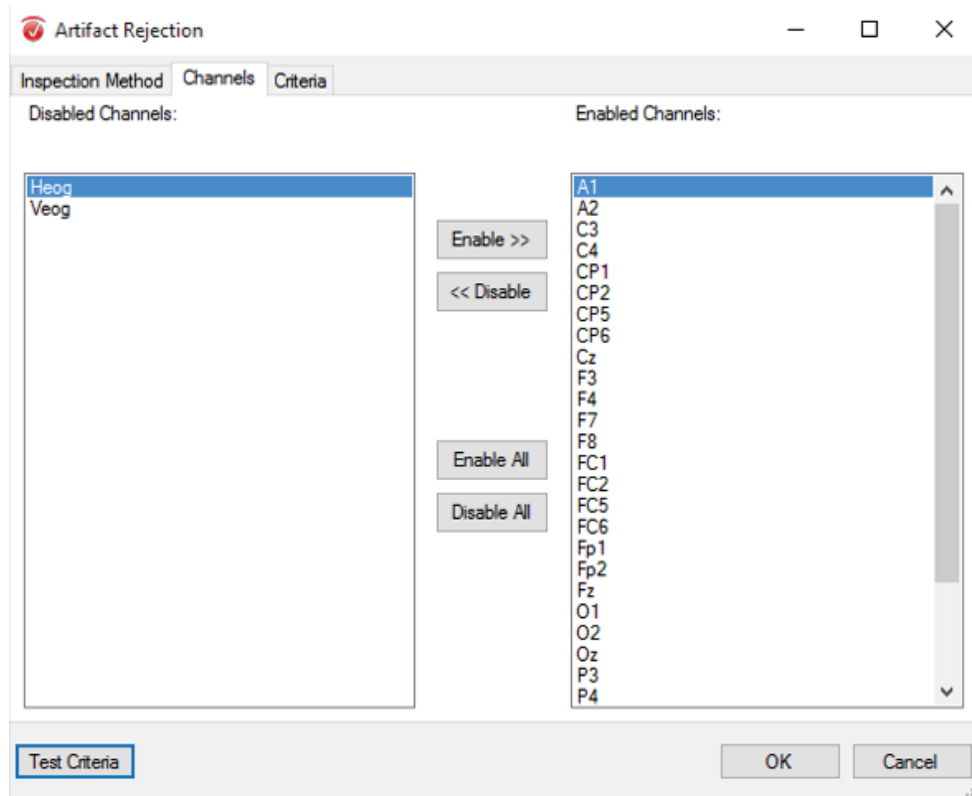 Artifact Rejection
Inspection Method Channels Criteria
Disabled Channels:
Enabled Channels:
Heog
Veog
Enable >>
<< Disable
Enable All
Disable All
A1
A2
C3
C4
CP1
CP2
CP5
CP6
Cz
F3
F4
F7
F8
FC1
FC2
FC5
FC6
Fp1
Fp2
Fz
O1
O2
Oz
P3
P4
Test Criteria
OK
Cancel